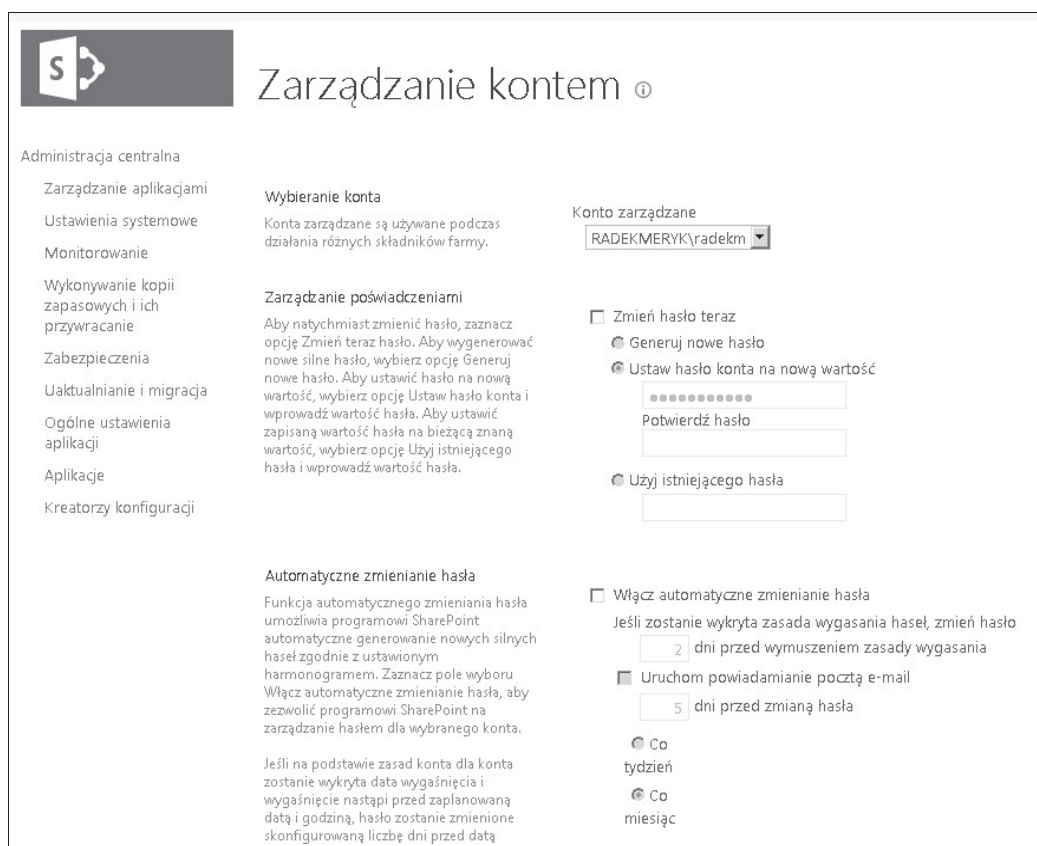 S
Zarządzanie kontem
Administracja centralna
Zarządzanie aplikacjami
Ustawienia systemowe
Monitorowanie
Wykonywanie kopii
zapasowych i ich
przywracanie
Zabezpieczenia
Uaktualnianie i migracja
Ogólne ustawienia
aplikacji
Aplikacje
Kreatorzy konfiguracji
Wybieranie konta
Konta zarządzane są używane podczas
działania różnych składników farmy.
Konto zarządzane
RADEKMERYK\radekm
Zarządzanie poświadczeniami
Aby natychmiast zmienić hasło, zaznacz
opcję Zmień teraz hasło. Aby wygenerować
nowe silne hasło, wybierz opcję Generuj
nowe hasło. Aby ustawić hasło na nową
wartość, wybierz opcję Ustaw hasło konta i
wprowadź wartość hasła. Aby ustawić
zapisaną wartość hasła na bieżącą znaną
wartość, wybierz opcję Użyj istniejącego
hasła i wprowadź wartość hasła.
Zmień hasło teraz
Generuj nowe hasło
Ustaw hasło konta na nową wartość
Potwierdź hasło
Użyj istniejącego hasła
Automatyczne zmienianie hasła
Funkcja automatycznego zmieniania hasła
umożliwia programowi SharePoint
automatyczne generowanie nowych silnych
haseł zgodnie z ustawionym
harmonogramem. Zaznacz pole wyboru
Włącz automatyczne zmienianie hasła, aby
zezwolić programowi SharePoint na
zarządzanie hasłem dla wybranego konta.
Jeśli na podstawie zasad konta dla konta
zostanie wykryta data wygaśnięcia i
wygaśnięcie nastąpi przed zaplanowaną
datą i godziną, hasło zostanie zmienione
skonfigurowaną liczbę dni przed datą
Włącz automatyczne zmienianie hasła
Jeśli zostanie wykryta zasada wygasania haseł, zmień hasło
2 dni przed wymuszeniem zasady wygasania
Uruchom powiadamianie pocztą e-mail
5 dni przed zmianą hasła
Co
tydzień
Co
miesiąc